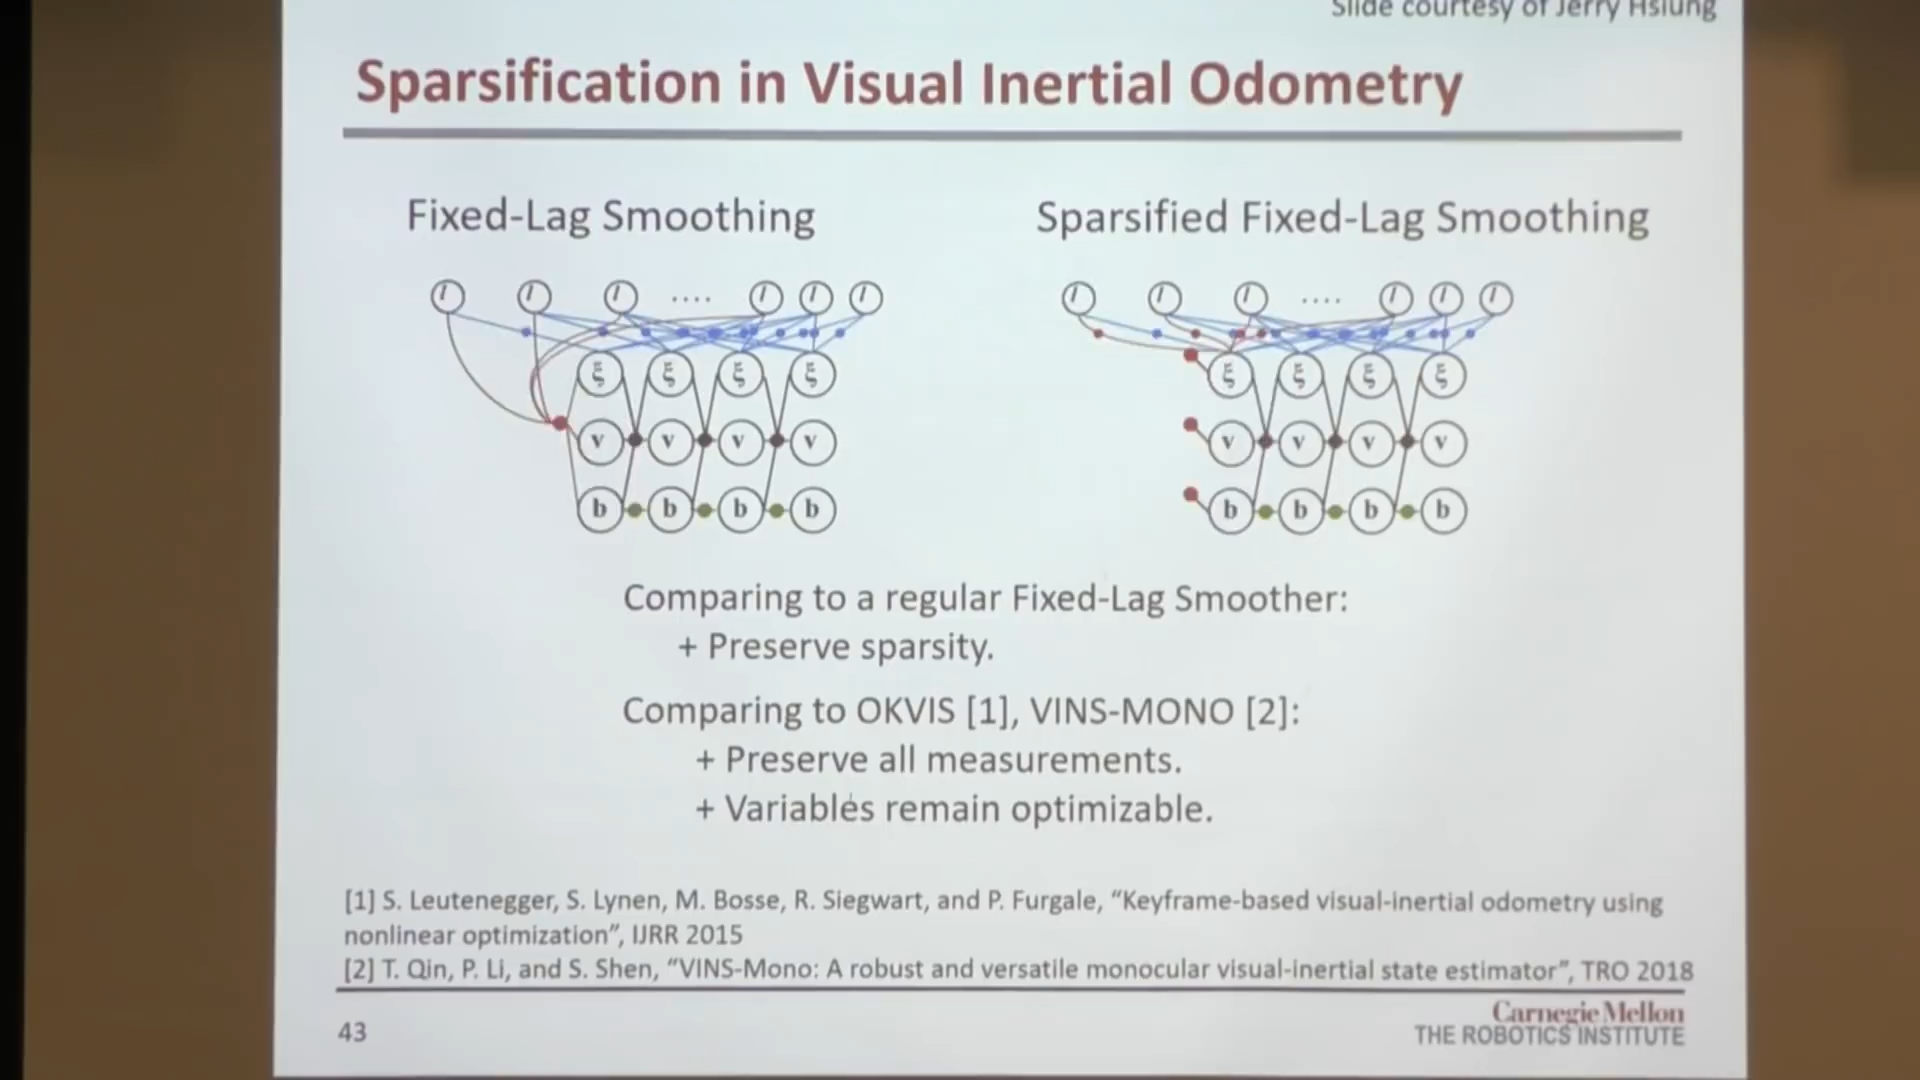 Slide courtesy of Jerry Hsiung
Sparsification in Visual Inertial Odometry
Fixed-Lag Smoothing
Sparsified Fixed-Lag Smoothing
l l l .... l l l
l l l .... l l l
ξ ξ ξ ξ
ξ ξ ξ ξ
v v v v
v v v v
b b b b
b b b b
Comparing to a regular Fixed-Lag Smoother:
+ Preserve sparsity.
Comparing to OKVIS [1], VINS-MONO [2]:
+ Preserve all measurements.
+ Variables remain optimizable.
[1] S. Leutenegger, S. Lynen, M. Bosse, R. Siegwart, and P. Furgale, “Keyframe-based visual-inertial odometry using
nonlinear optimization”, IJRR 2015
[2] T. Qin, P. Li, and S. Shen, “VINS-Mono: A robust and versatile monocular visual-inertial state estimator”, TRO 2018
43
Carnegie Mellon
THE ROBOTICS INSTITUTE